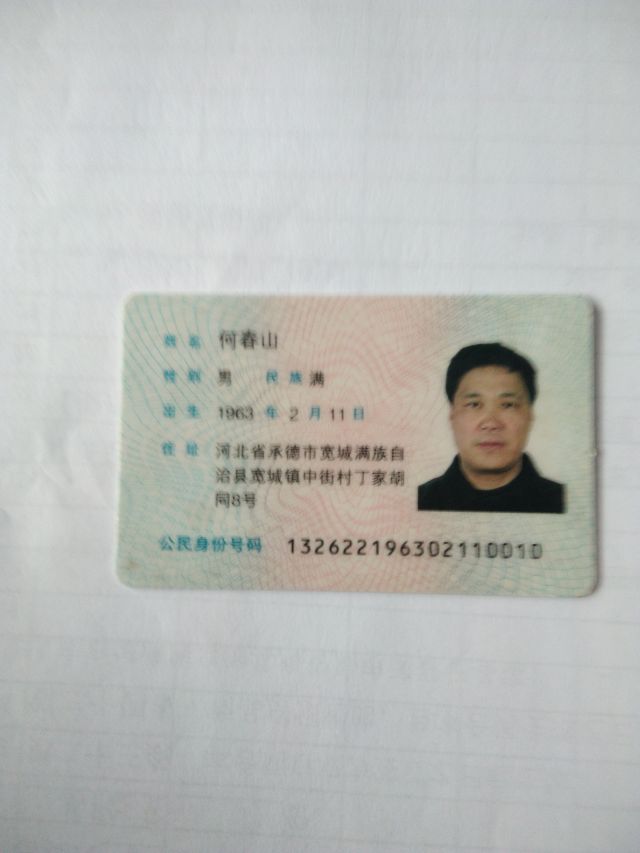 姓名 何春山
性别 男 民族 满
出生 1963 年 2 月 11 日
住址 河北省承德市宽城满族自
治县宽城镇中街村丁家胡
同8号
公民身份号码 132622196302110010